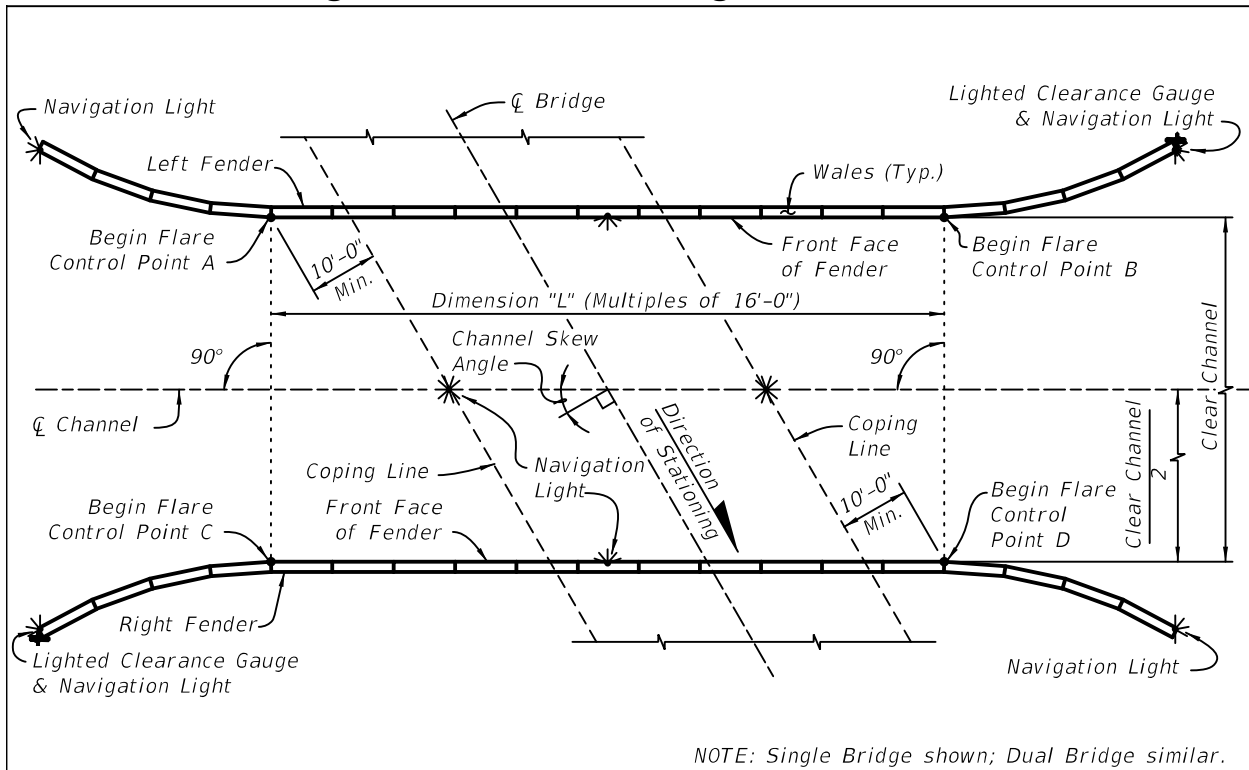 ℄ Bridge
Navigation Light
Lighted Clearance Gauge
& Navigation Light
Left Fender
Wales (Typ.)
Begin Flare
Control Point A
10'-0"
Min.
Front Face
of Fender
Begin Flare
Control Point B
Dimension "L" (Multiples of 16'-0")
Channel Skew
Angle
90°
90°
℄ Channel
Clear Channel
Clear Channel
2
Direction
of Stationing
Coping
Line
Coping Line
Navigation
Light
10'-0"
Min.
Begin Flare
Control Point C
Front Face
of Fender
Begin Flare
Control
Point D
Right Fender
Lighted Clearance Gauge
& Navigation Light
Navigation Light
NOTE: Single Bridge shown; Dual Bridge similar.